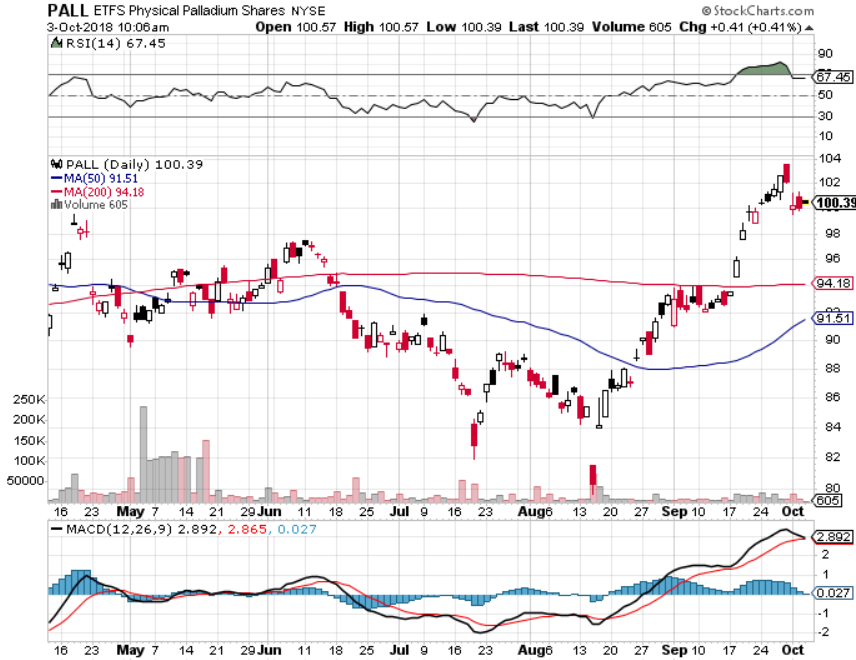 PALL ETFS Physical Palladium Shares NYSE © StockCharts.com
3-Oct-2018 10:06am Open 100.57 High 100.57 Low 100.39 Last 100.39 Volume 605 Chg +0.41 (+0.41%)
RSI(14) 67.45
90
67.45
50
30
10
PALL (Daily) 100.39
MA(50) 91.51
MA(200) 94.18
Volume 605
104
102
100.39
98
96
94.18
91.51
90
88
86
84
82
80
605
250K
200K
150K
100K
50000
16 23 May 7 14 21 29 Jun 11 18 25 Jul 9 16 23 Aug 6 13 20 27 Sep 10 17 24 Oct
MACD(12,26,9) 2.892, 2.865, 0.027
2.892
2
1
0.027
-1
-2
16 23 May 7 14 21 29 Jun 11 18 25 Jul 9 16 23 Aug 6 13 20 27 Sep 10 17 24 Oct